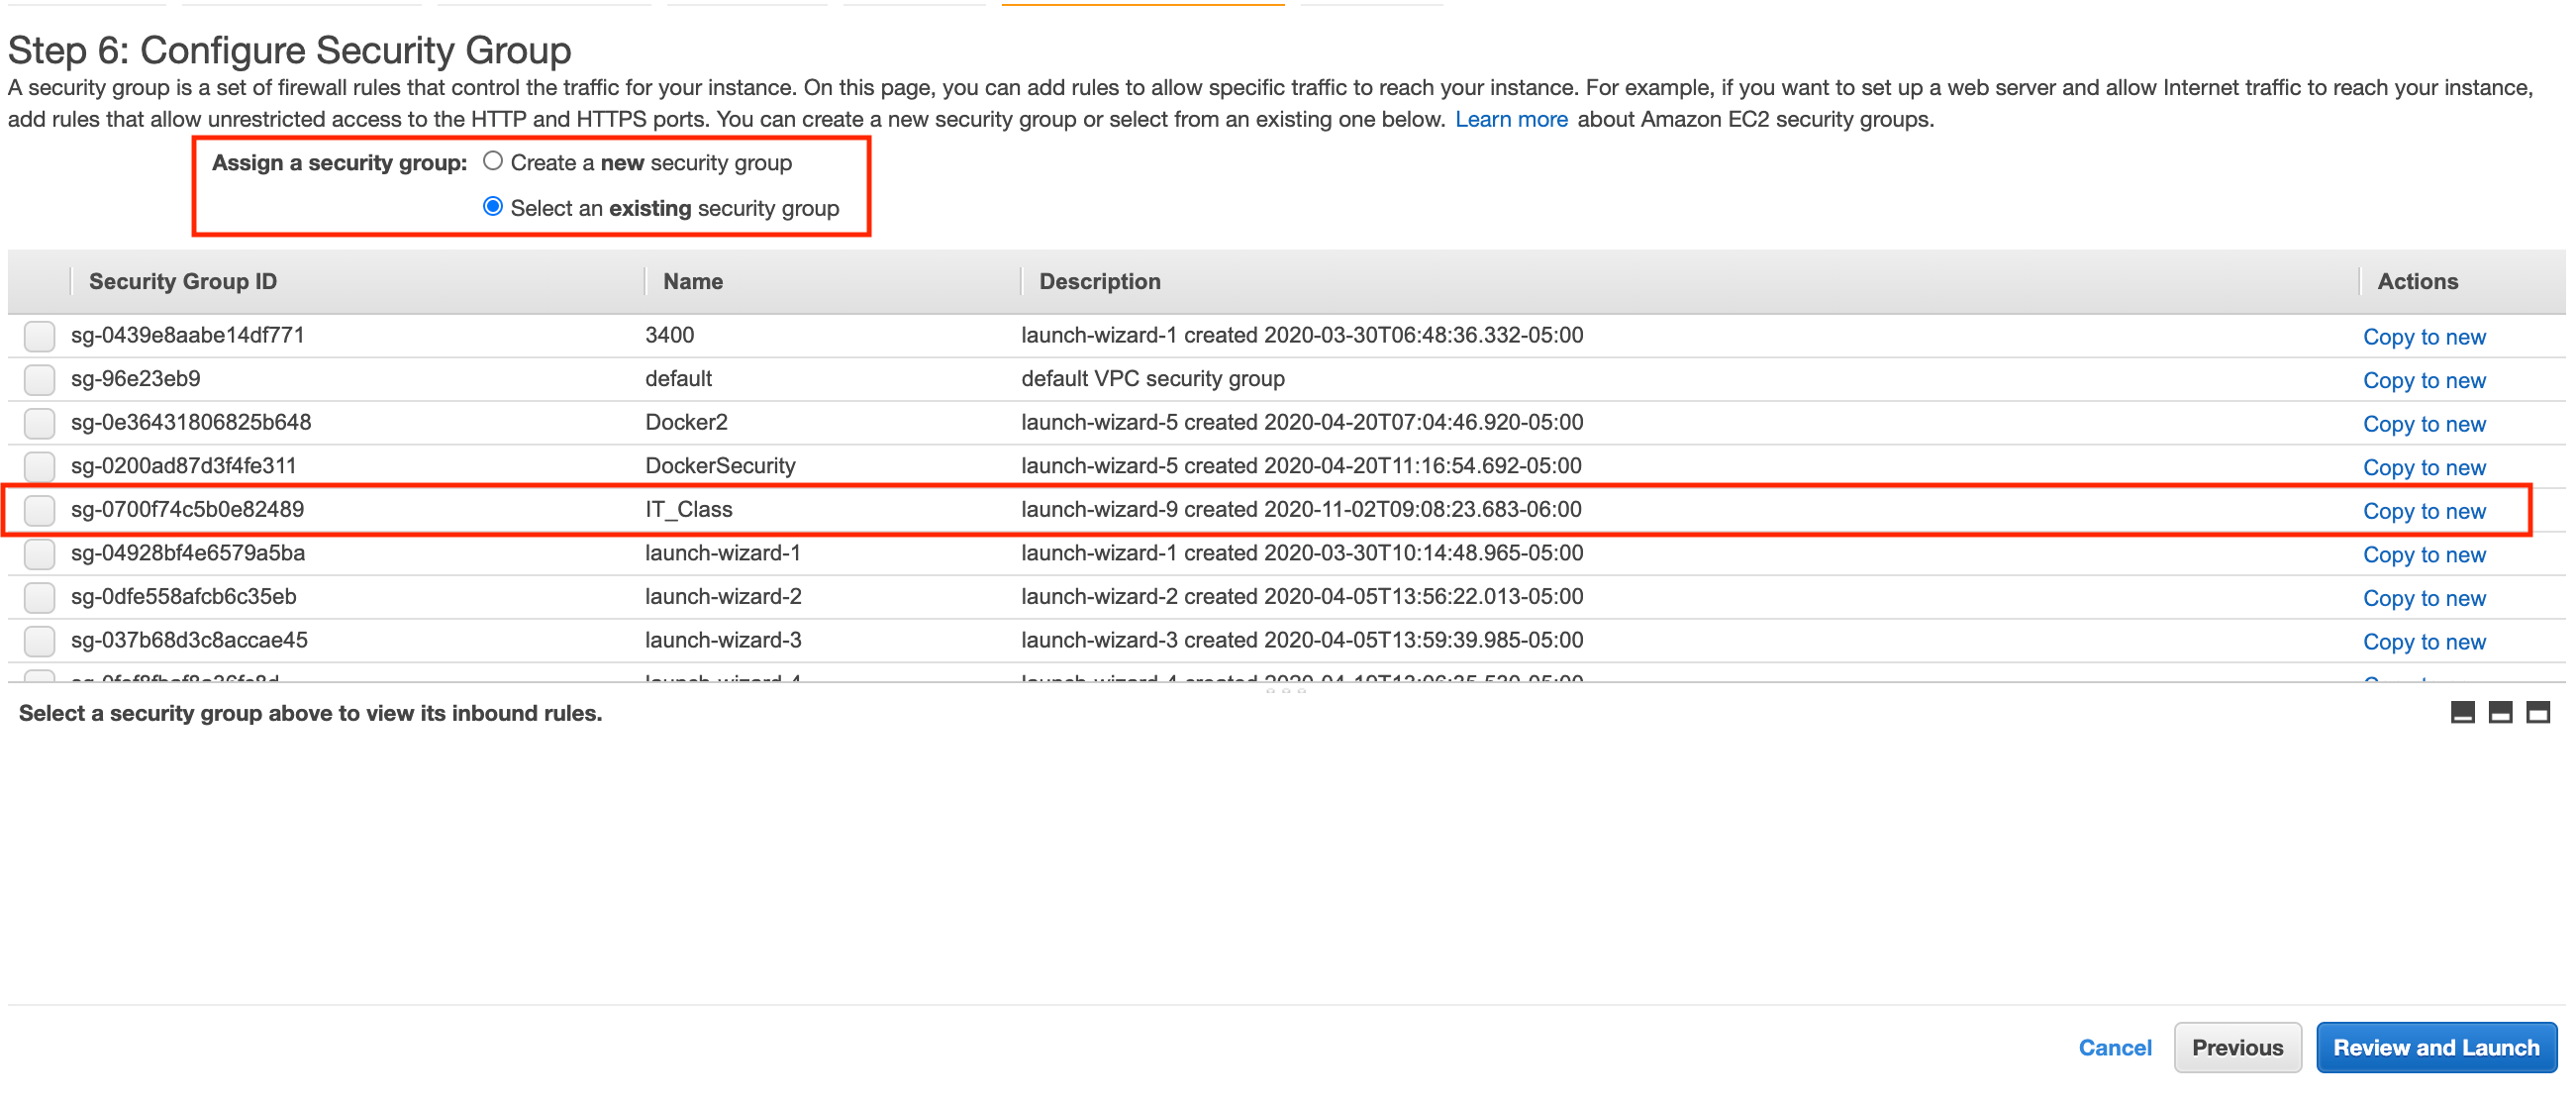 Step 6: Configure Security Group
A security group is a set of firewall rules that control the traffic for your instance. On this page, you can add rules to allow specific traffic to reach your instance. For example, if you want to set up a web server and allow Internet traffic to reach your instance,
add rules that allow unrestricted access to the HTTP and HTTPS ports. You can create a new security group or select from an existing one below. Learn more about Amazon EC2 security groups.
Assign a security group: Create a new security group
Select an existing security group
Security Group ID Name Description Actions
sg-0439e8aabe14df771 3400 launch-wizard-1 created 2020-03-30T06:48:36.332-05:00 Copy to new
sg-96e23eb9 default default VPC security group Copy to new
sg-0e36431806825b648 Docker2 launch-wizard-5 created 2020-04-20T07:04:46.920-05:00 Copy to new
sg-0200ad87d3f4fe311 DockerSecurity launch-wizard-5 created 2020-04-20T11:16:54.692-05:00 Copy to new
sg-0700f74c5b0e82489 IT_Class launch-wizard-9 created 2020-11-02T09:08:23.683-06:00 Copy to new
sg-04928bf4e6579a5ba launch-wizard-1 launch-wizard-1 created 2020-03-30T10:14:48.965-05:00 Copy to new
sg-0dfe558afcb6c35eb launch-wizard-2 launch-wizard-2 created 2020-04-05T13:56:22.013-05:00 Copy to new
sg-037b68d3c8accae45 launch-wizard-3 launch-wizard-3 created 2020-04-05T13:59:39.985-05:00 Copy to new
launch-wizard-4 launch-wizard-4 created
Select a security group above to view its inbound rules.
Cancel Previous Review and Launch